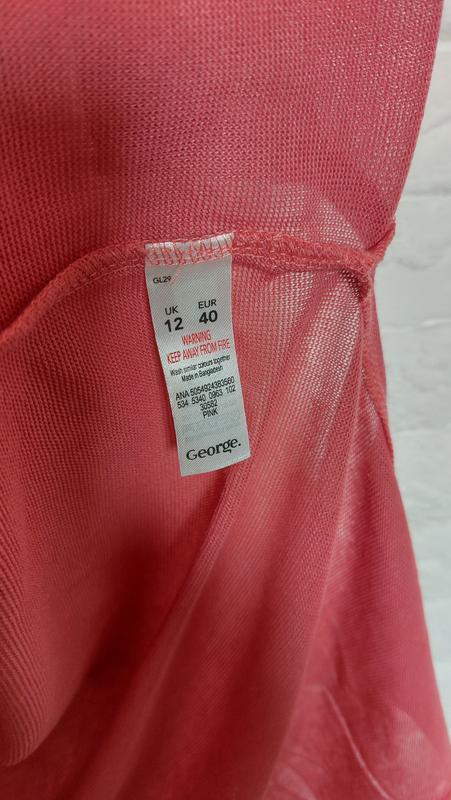 GL29
UK EUR
12 40
WARNING
KEEP AWAY FROM FIRE
Wash similar colours together
Made in Bangladesh
ANA 5054924383560
534 5340 0963 102
30582
PINK
George.